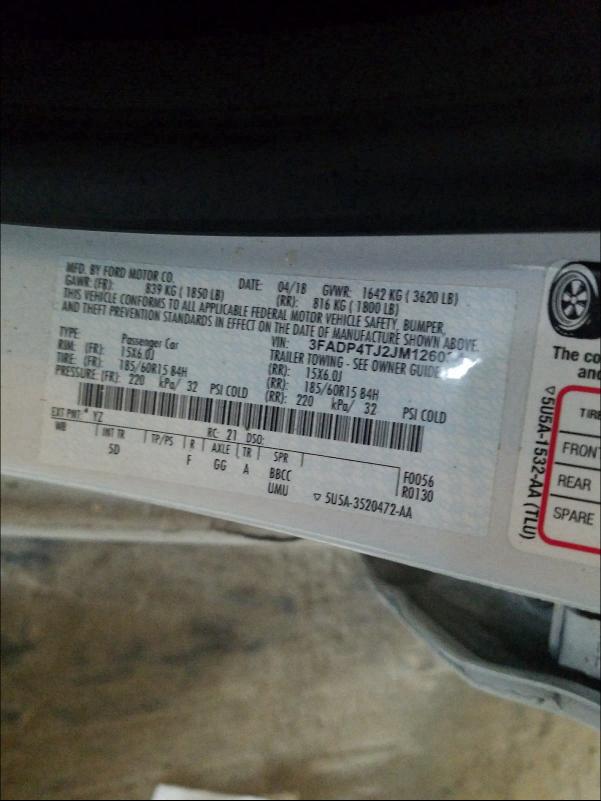 MFD. BY FORD MOTOR CO.
DATE: 04/18 GVWR: 1642 KG ( 3620 LB)
GAWR: (FR): 839 KG ( 1850 LB) (RR): 816 KG ( 1800 LB)
THIS VEHICLE CONFORMS TO ALL APPLICABLE FEDERAL MOTOR VEHICLE SAFETY, BUMPER,
AND THEFT PREVENTION STANDARDS IN EFFECT ON THE DATE OF MANUFACTURE SHOWN ABOVE.
VIN: 3FADP4TJ2JM1260
TYPE: Passenger Car TRAILER TOWING - SEE OWNER GUIDE
RIM: (FR): 15X6.0J (RR): 15X6.0J
TIRE: (FR): 185/60R15 84H (RR): 185/60R15 84H
PRESSURE: (FR): 220 kPa/ 32 PSI COLD (RR): 220 kPa/ 32 PSI COLD
EXT PNT: YZ RC: 21 DSO:
WB INT TR TP/PS R AXLE TR SPR F0056
5D F GG A BBCC R0130
UMU ▽ 5U5A-3520472-AA
The co
and
TIRE
FRONT
REAR
SPARE
▽5U5A-1532-AA (TLU)